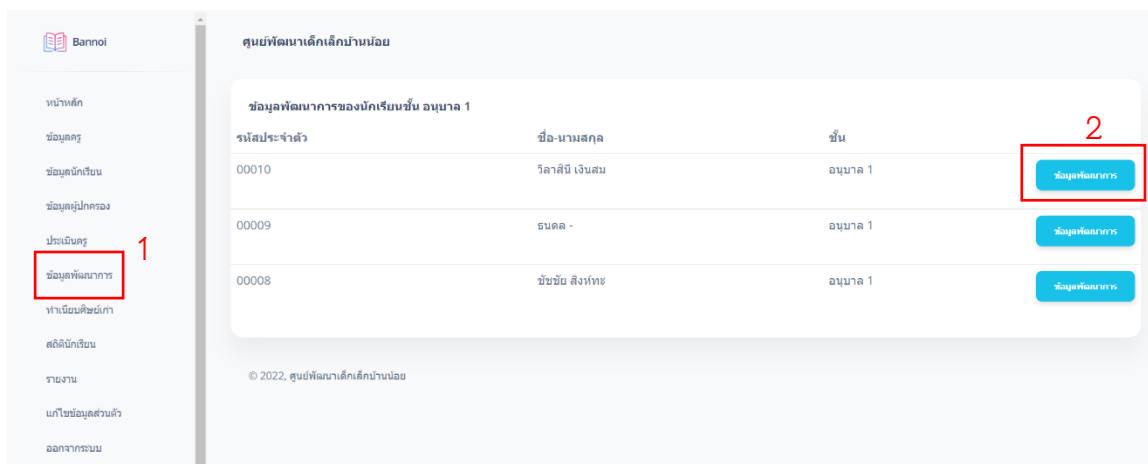 Bannoi
ศูนย์พัฒนาเด็กเล็กบ้านน้อย
หน้าหลัก
ข้อมูลครู
ข้อมูลนักเรียน
ข้อมูลผู้ปกครอง
ประเมินครู
1
ข้อมูลพัฒนาการ
ทำเนียบศิษย์เก่า
สถิตินักเรียน
รายงาน
แก้ไขข้อมูลส่วนตัว
ออกจากระบบ
ข้อมูลพัฒนาการของนักเรียนชั้น อนุบาล 1
รหัสประจำตัว ชื่อ-นามสกุล ชั้น 2
00010 วิลาสินี เงินสม อนุบาล 1 ข้อมูลพัฒนาการ
00009 ธนดล - อนุบาล 1 ข้อมูลพัฒนาการ
00008 ชัชชัย สิงห์ทะ อนุบาล 1 ข้อมูลพัฒนาการ
© 2022, ศูนย์พัฒนาเด็กเล็กบ้านน้อย